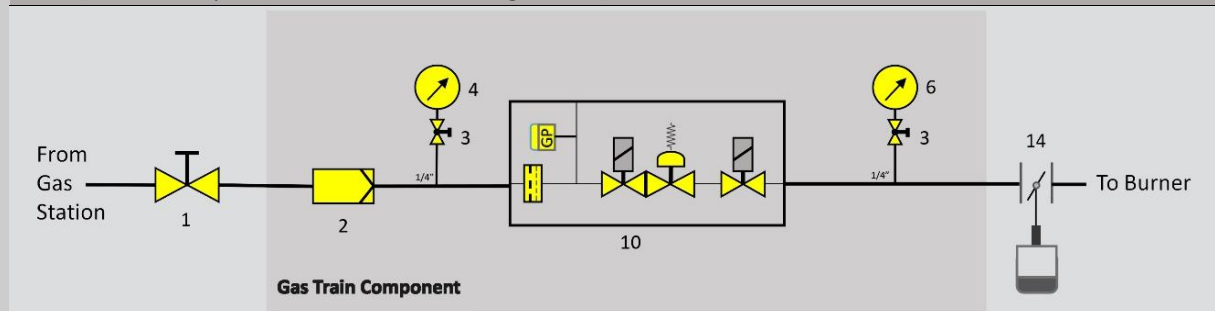 From
Gas
Station
1
2
1/4"
3
4
GP
10
1/4"
3
6
14
To Burner
Gas Train Component